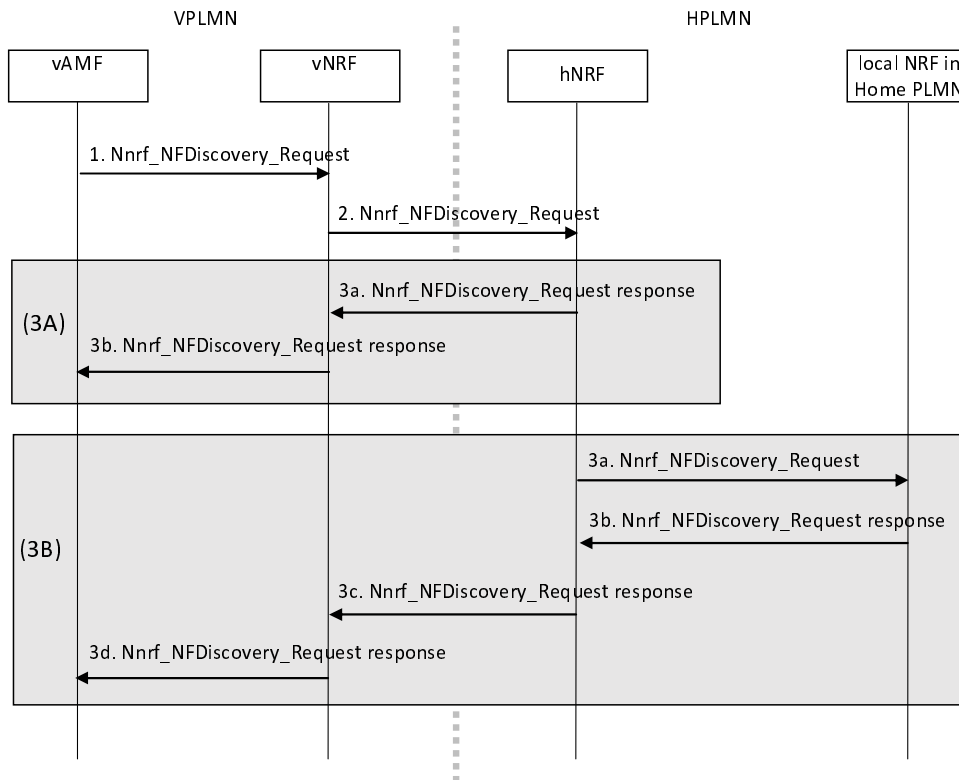 VPLMN
HPLMN
vAMF
vNRF
hNRF
local NRF in
Home PLMN
1. Nnrf_NFDiscovery_Request
2. Nnrf_NFDiscovery_Request
(3A)
3a. Nnrf_NFDiscovery_Request response
3b. Nnrf_NFDiscovery_Request response
(3B)
3a. Nnrf_NFDiscovery_Request
3b. Nnrf_NFDiscovery_Request response
3c. Nnrf_NFDiscovery_Request response
3d. Nnrf_NFDiscovery_Request response